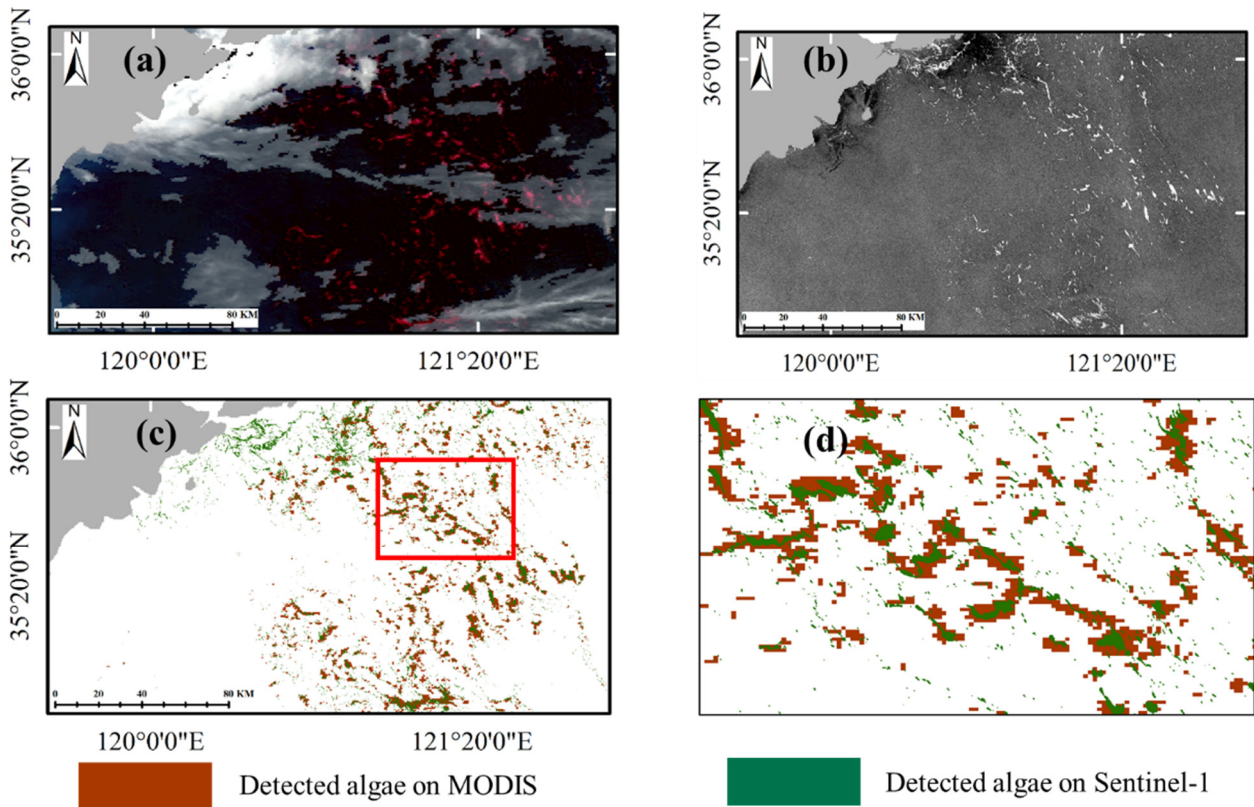 N
(a)
36°0'0"N
35°20'0"N
0 20 40 80 KM
120°0'0"E
121°20'0"E
N
(b)
36°0'0"N
35°20'0"N
0 20 40 80 KM
120°0'0"E
121°20'0"E
N
(c)
36°0'0"N
35°20'0"N
0 20 40 80 KM
120°0'0"E
121°20'0"E
(d)
Detected algae on MODIS
Detected algae on Sentinel-1